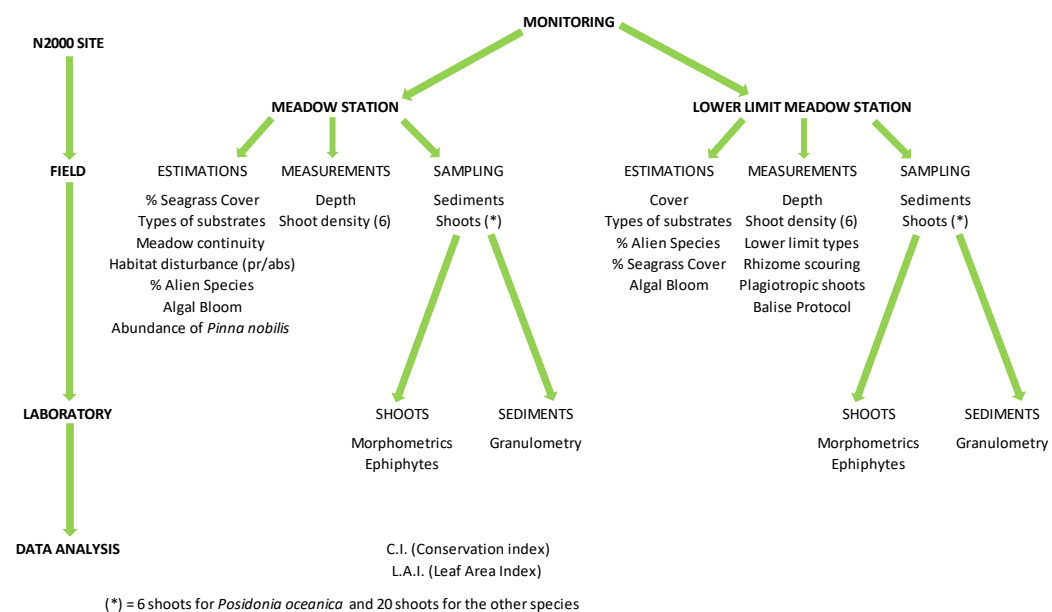 MONITORING
N2000 SITE
MEADOW STATION
LOWER LIMIT MEADOW STATION
FIELD
ESTIMATIONS
% Seagrass Cover
Types of substrates
Meadow continuity
Habitat disturbance (pr/abs)
% Alien Species
Algal Bloom
Abundance of Pinna nobilis
MEASUREMENTS
Depth
Shoot density (6)
SAMPLING
Sediments
Shoots (*)
ESTIMATIONS
Cover
Types of substrates
% Alien Species
% Seagrass Cover
Algal Bloom
MEASUREMENTS
Depth
Shoot density (6)
Lower limit types
Rhizome scouring
Plagiotropic shoots
Balise Protocol
SAMPLING
Sediments
Shoots (*)
LABORATORY
SHOOTS
Morphometrics
Ephiphytes
SEDIMENTS
Granulometry
SHOOTS
Morphometrics
Ephiphytes
SEDIMENTS
Granulometry
DATA ANALYSIS
C.I. (Conservation index)
L.A.I. (Leaf Area Index)
(*) = 6 shoots for Posidonia oceanica and 20 shoots for the other species